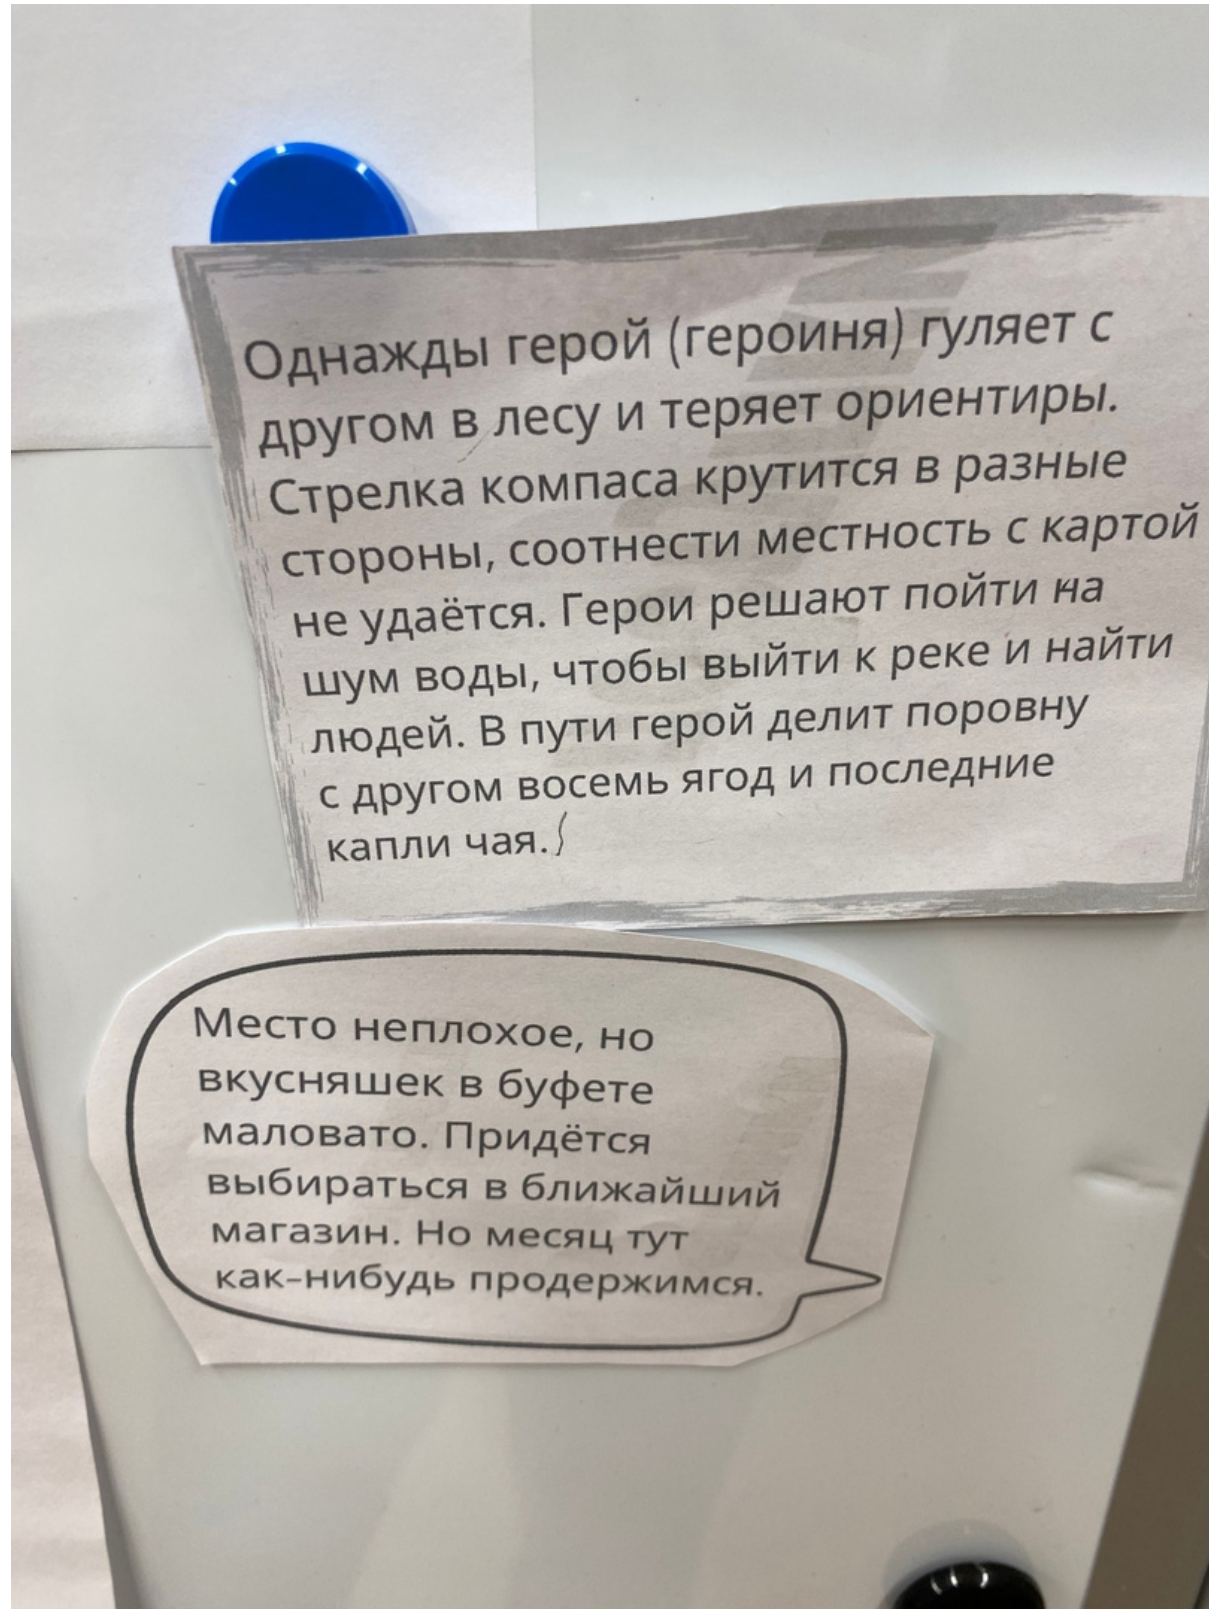 Однажды герой (героиня) гуляет с
другом в лесу и теряет ориентиры.
Стрелка компаса крутится в разные
стороны, соотнести местность с картой
не удаётся. Герои решают пойти на
шум воды, чтобы выйти к реке и найти
людей. В пути герой делит поровну
с другом восемь ягод и последние
капли чая.
Место неплохое, но
вкусняшек в буфете
маловато. Придётся
выбираться в ближайший
магазин. Но месяц тут
как-нибудь продержимся.